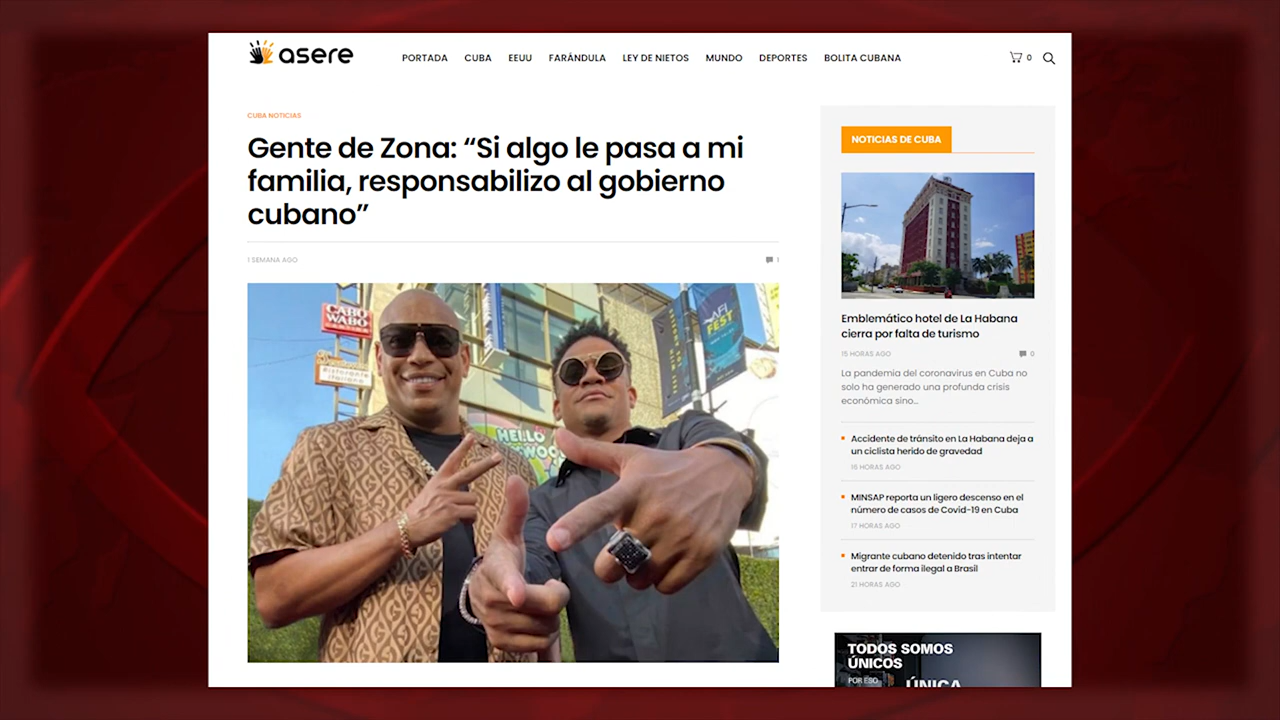 asere
PORTADA CUBA EEUU FARÁNDULA LEY DE NIETOS MUNDO DEPORTES BOLITA CUBANA
0
CUBA NOTICIAS
Gente de Zona: “Si algo le pasa a mi
familia, responsabilizo al gobierno
cubano”
1 SEMANA AGO
1
CABO
WABO
Ristorante
Italiano
AFI
FEST
HELLO
NOTICIAS DE CUBA
Emblemático hotel de La Habana
cierra por falta de turismo
15 HORAS AGO
0
La pandemia del coronavirus en Cuba no
solo ha generado una profunda crisis
económica sino...
Accidente de tránsito en La Habana deja a
un ciclista herido de gravedad
16 HORAS AGO
MINSAP reporta un ligero descenso en el
número de casos de Covid-19 en Cuba
17 HORAS AGO
Migrante cubano detenido tras intentar
entrar de forma ilegal a Brasil
21 HORAS AGO
TODOS SOMOS
ÚNICOS
POR ESO
ÚNICA